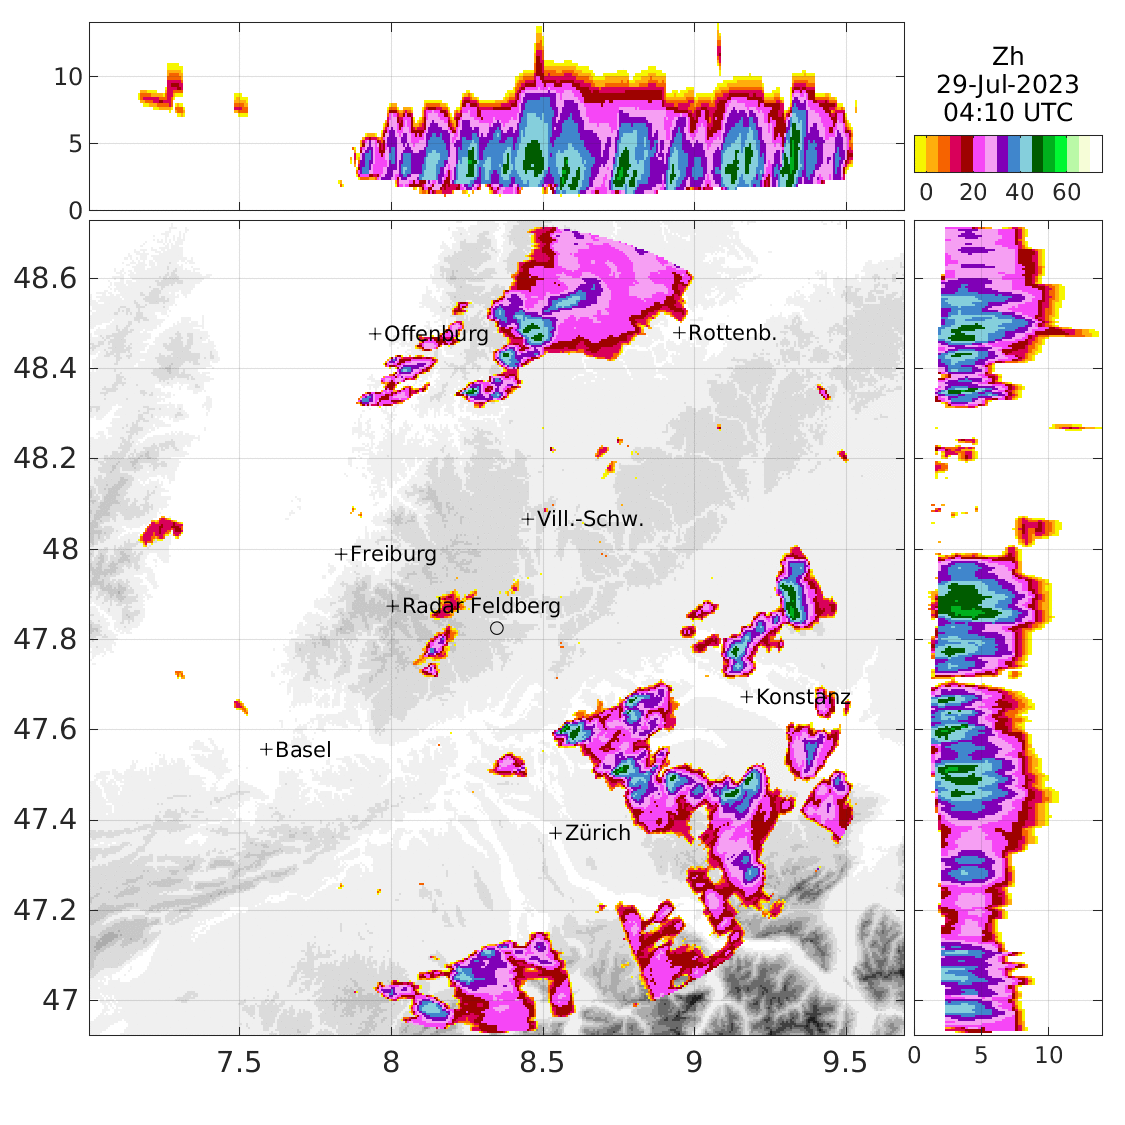 10
5
0
Zh
29-Jul-2023
04:10 UTC
0 20 40 60
48.6
48.4
48.2
48
47.8
47.6
47.4
47.2
47
+Offenburg
+Rottenb.
+Vill.-Schw.
+Freiburg
+Radar Feldberg
+Konstanz
+Basel
+Zürich
7.5 8 8.5 9 9.5
0 5 10